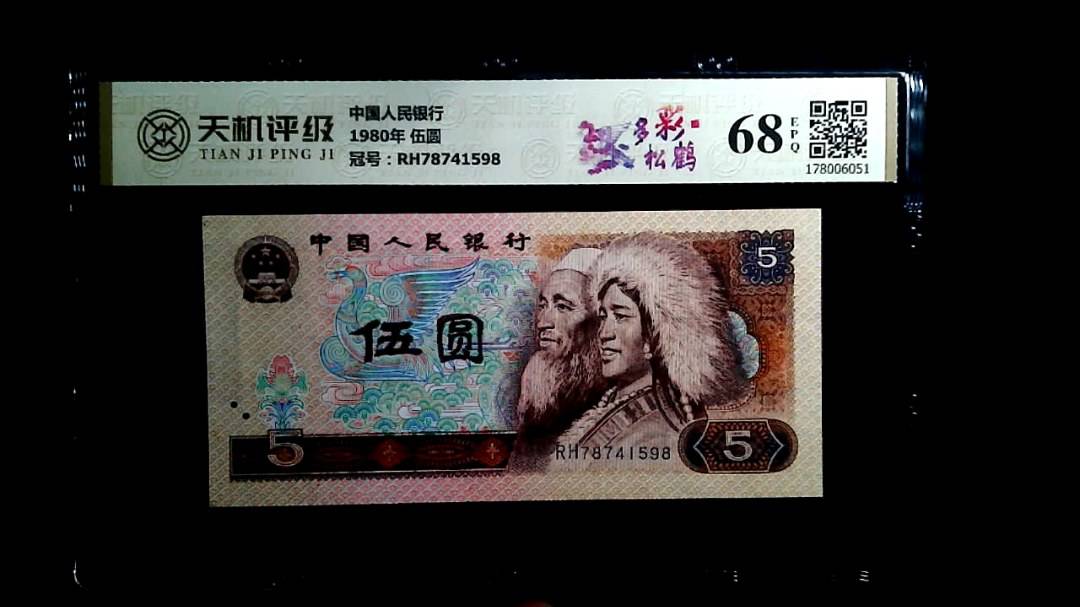 天机评级
TIAN JI PING JI
中国人民银行
1980年 伍圆
冠号：RH78741598
多彩
松鹤
68
EPQ
178006051
中国人民银行
5
伍圆
5
RH78741598
5